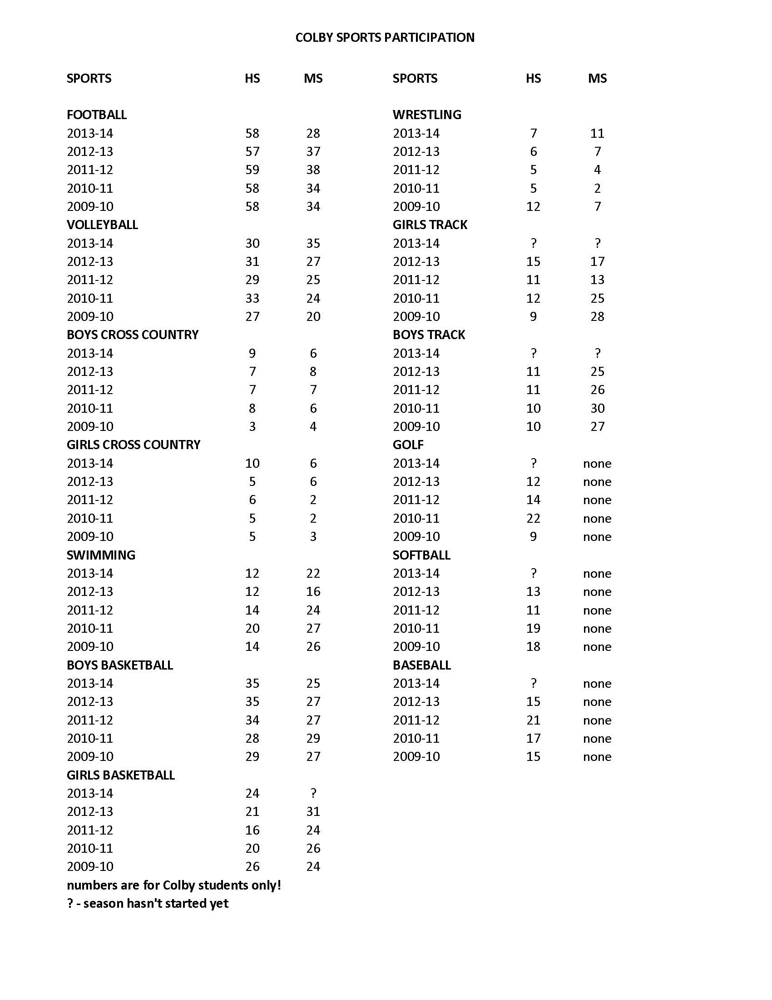 COLBY SPORTS PARTICIPATION
SPORTS HS MS SPORTS HS MS
FOOTBALL WRESTLING
2013-14 58 28 2013-14 7 11
2012-13 57 37 2012-13 6 7
2011-12 59 38 2011-12 5 4
2010-11 58 34 2010-11 5 2
2009-10 58 34 2009-10 12 7
VOLLEYBALL GIRLS TRACK
2013-14 30 35 2013-14 ? ?
2012-13 31 27 2012-13 15 17
2011-12 29 25 2011-12 11 13
2010-11 33 24 2010-11 12 25
2009-10 27 20 2009-10 9 28
BOYS CROSS COUNTRY BOYS TRACK
2013-14 9 6 2013-14 ? ?
2012-13 7 8 2012-13 11 25
2011-12 7 7 2011-12 11 26
2010-11 8 6 2010-11 10 30
2009-10 3 4 2009-10 10 27
GIRLS CROSS COUNTRY GOLF
2013-14 10 6 2013-14 ? none
2012-13 5 6 2012-13 12 none
2011-12 6 2 2011-12 14 none
2010-11 5 2 2010-11 22 none
2009-10 5 3 2009-10 9 none
SWIMMING SOFTBALL
2013-14 12 22 2013-14 ? none
2012-13 12 16 2012-13 13 none
2011-12 14 24 2011-12 11 none
2010-11 20 27 2010-11 19 none
2009-10 14 26 2009-10 18 none
BOYS BASKETBALL BASEBALL
2013-14 35 25 2013-14 ? none
2012-13 35 27 2012-13 15 none
2011-12 34 27 2011-12 21 none
2010-11 28 29 2010-11 17 none
2009-10 29 27 2009-10 15 none
GIRLS BASKETBALL
2013-14 24 ?
2012-13 21 31
2011-12 16 24
2010-11 20 26
2009-10 26 24
numbers are for Colby students only!
? - season hasn't started yet